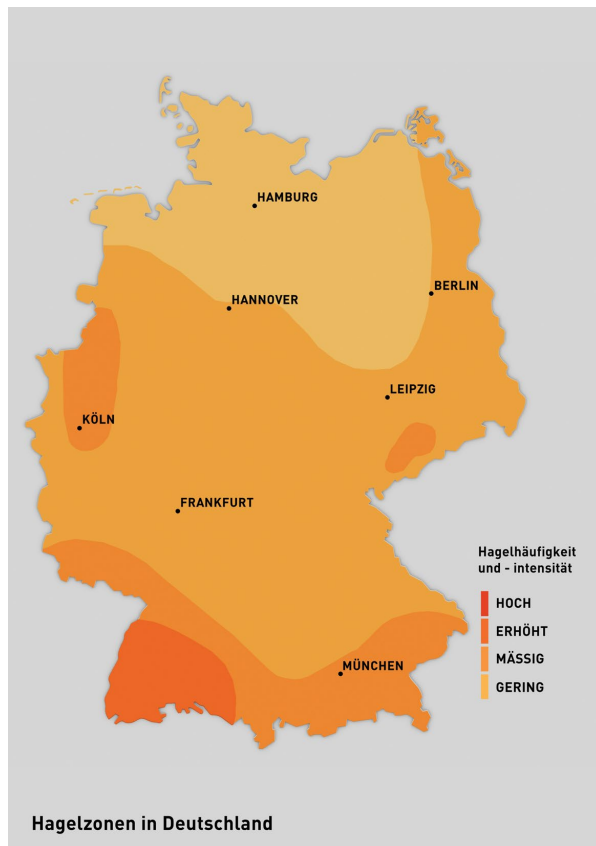 HAMBURG
BERLIN
HANNOVER
LEIPZIG
KÖLN
FRANKFURT
Hagelhäufigkeit
und - intensität
HOCH
ERHÖHT
MÄSSIG
GERING
MÜNCHEN
Hagelzonen in Deutschland